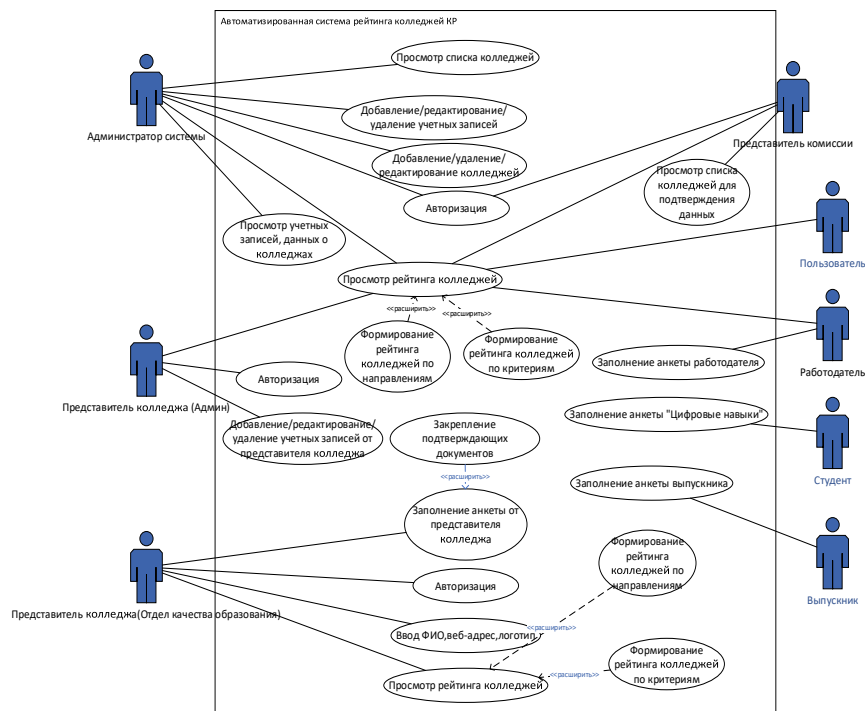 Автоматизированная система рейтинга колледжей КР
Просмотр списка колледжей
Администратор системы
Добавление/редактирование/
удаление учетных записей
Представитель комиссии
Добавление/удаление/
редактирование колледжей
Просмотр списка
колледжей для
подтверждения
данных
Авторизация
Просмотр учетных
записей, данных о
колледжах
Пользователь
Просмотр рейтинга колледжей
<<расширить>>
<<расширить>>
Формирование
рейтинга
колледжей по
направлениям
Формирование
рейтинга колледжей
по критериям
Заполнение анкеты работодателя
Работодатель
Авторизация
Представитель колледжа (Админ)
Добавление/редактирование/
удаление учетных записей от
представителя колледжа
Закрепление
подтверждающих
документов
Заполнение анкеты "Цифровые навыки"
<<расширить>>
Студент
Заполнение анкеты выпускника
Заполнение анкеты от
представителя
колледжа
Формирование
рейтинга
колледжей по
направлениям
Авторизация
Выпускник
Представитель колледжа(Отдел качества образования)
<<расширить>>
Ввод ФИО,веб-адрес,логотип
Формирование
рейтинга колледжей
по критериям
<<расширить>>
Просмотр рейтинга колледжей